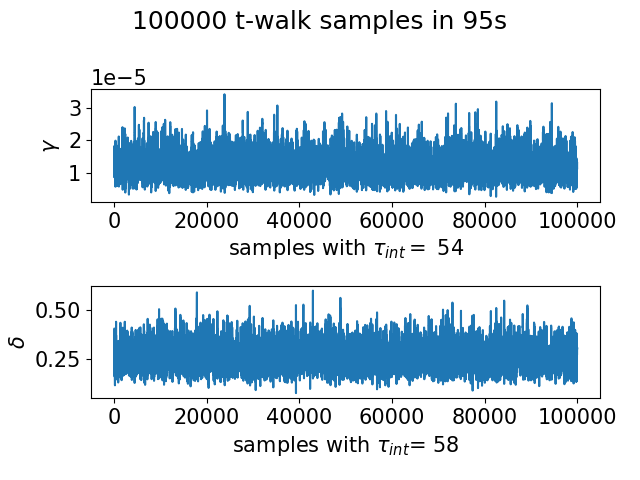 100000 t-walk samples in 95s
1e−5
3
2
1
γ
0 20000 40000 60000 80000 100000
samples with τint = 54
0.50
0.25
δ
0 20000 40000 60000 80000 100000
samples with τint= 58